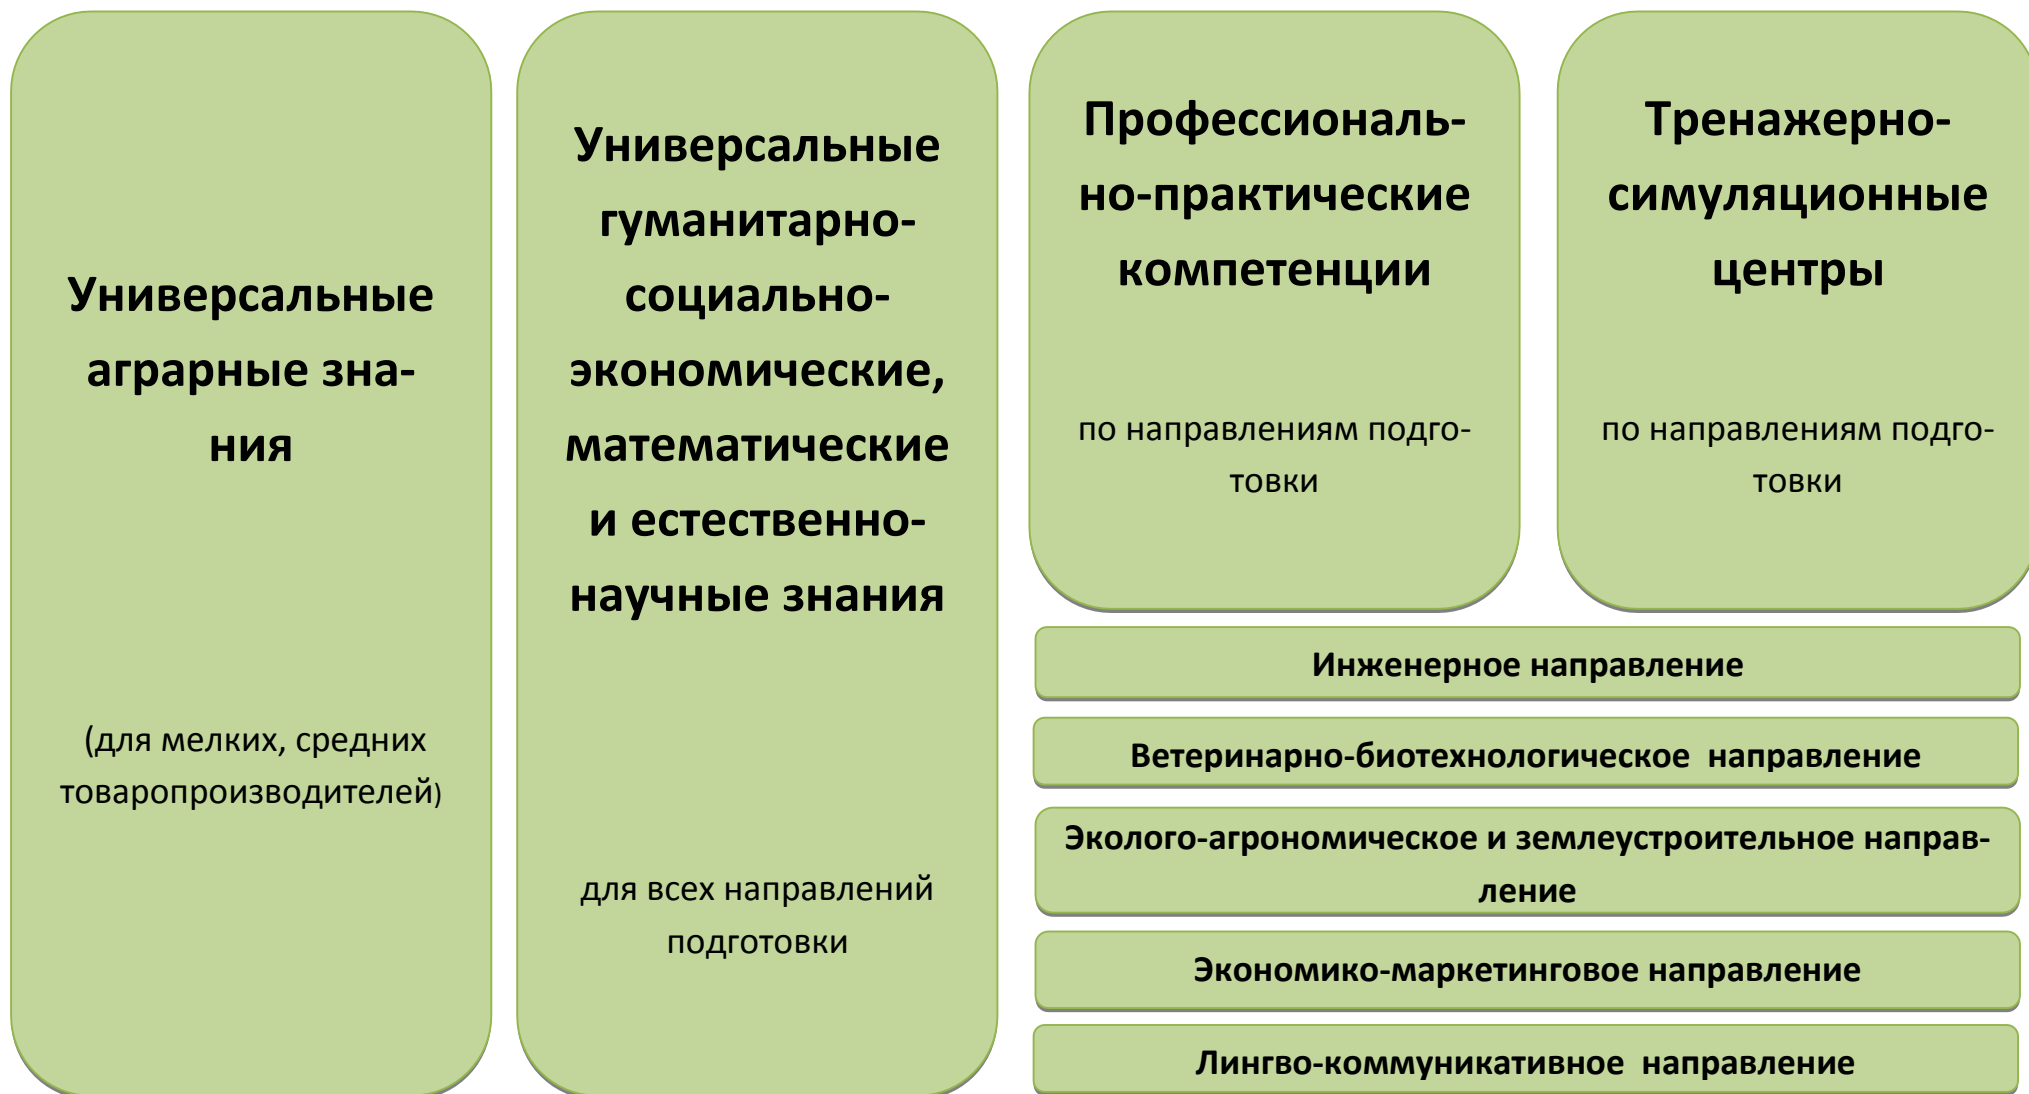 Универсальные
аграрные зна-
ния
(для мелких, средних
товаропроизводителей)
Универсальные
гуманитарно-
социально-
экономические,
математические
и естественно-
научные знания
для всех направлений
подготовки
Профессиональ-
но-практические
компетенции
по направлениям подго-
товки
Тренажерно-
симуляционные
центры
по направлениям подго-
товки
Инженерное направление
Ветеринарно-биотехнологическое направление
Эколого-агрономическое и землеустроительное направ-
ление
Экономико-маркетинговое направление
Лингво-коммуникативное направление